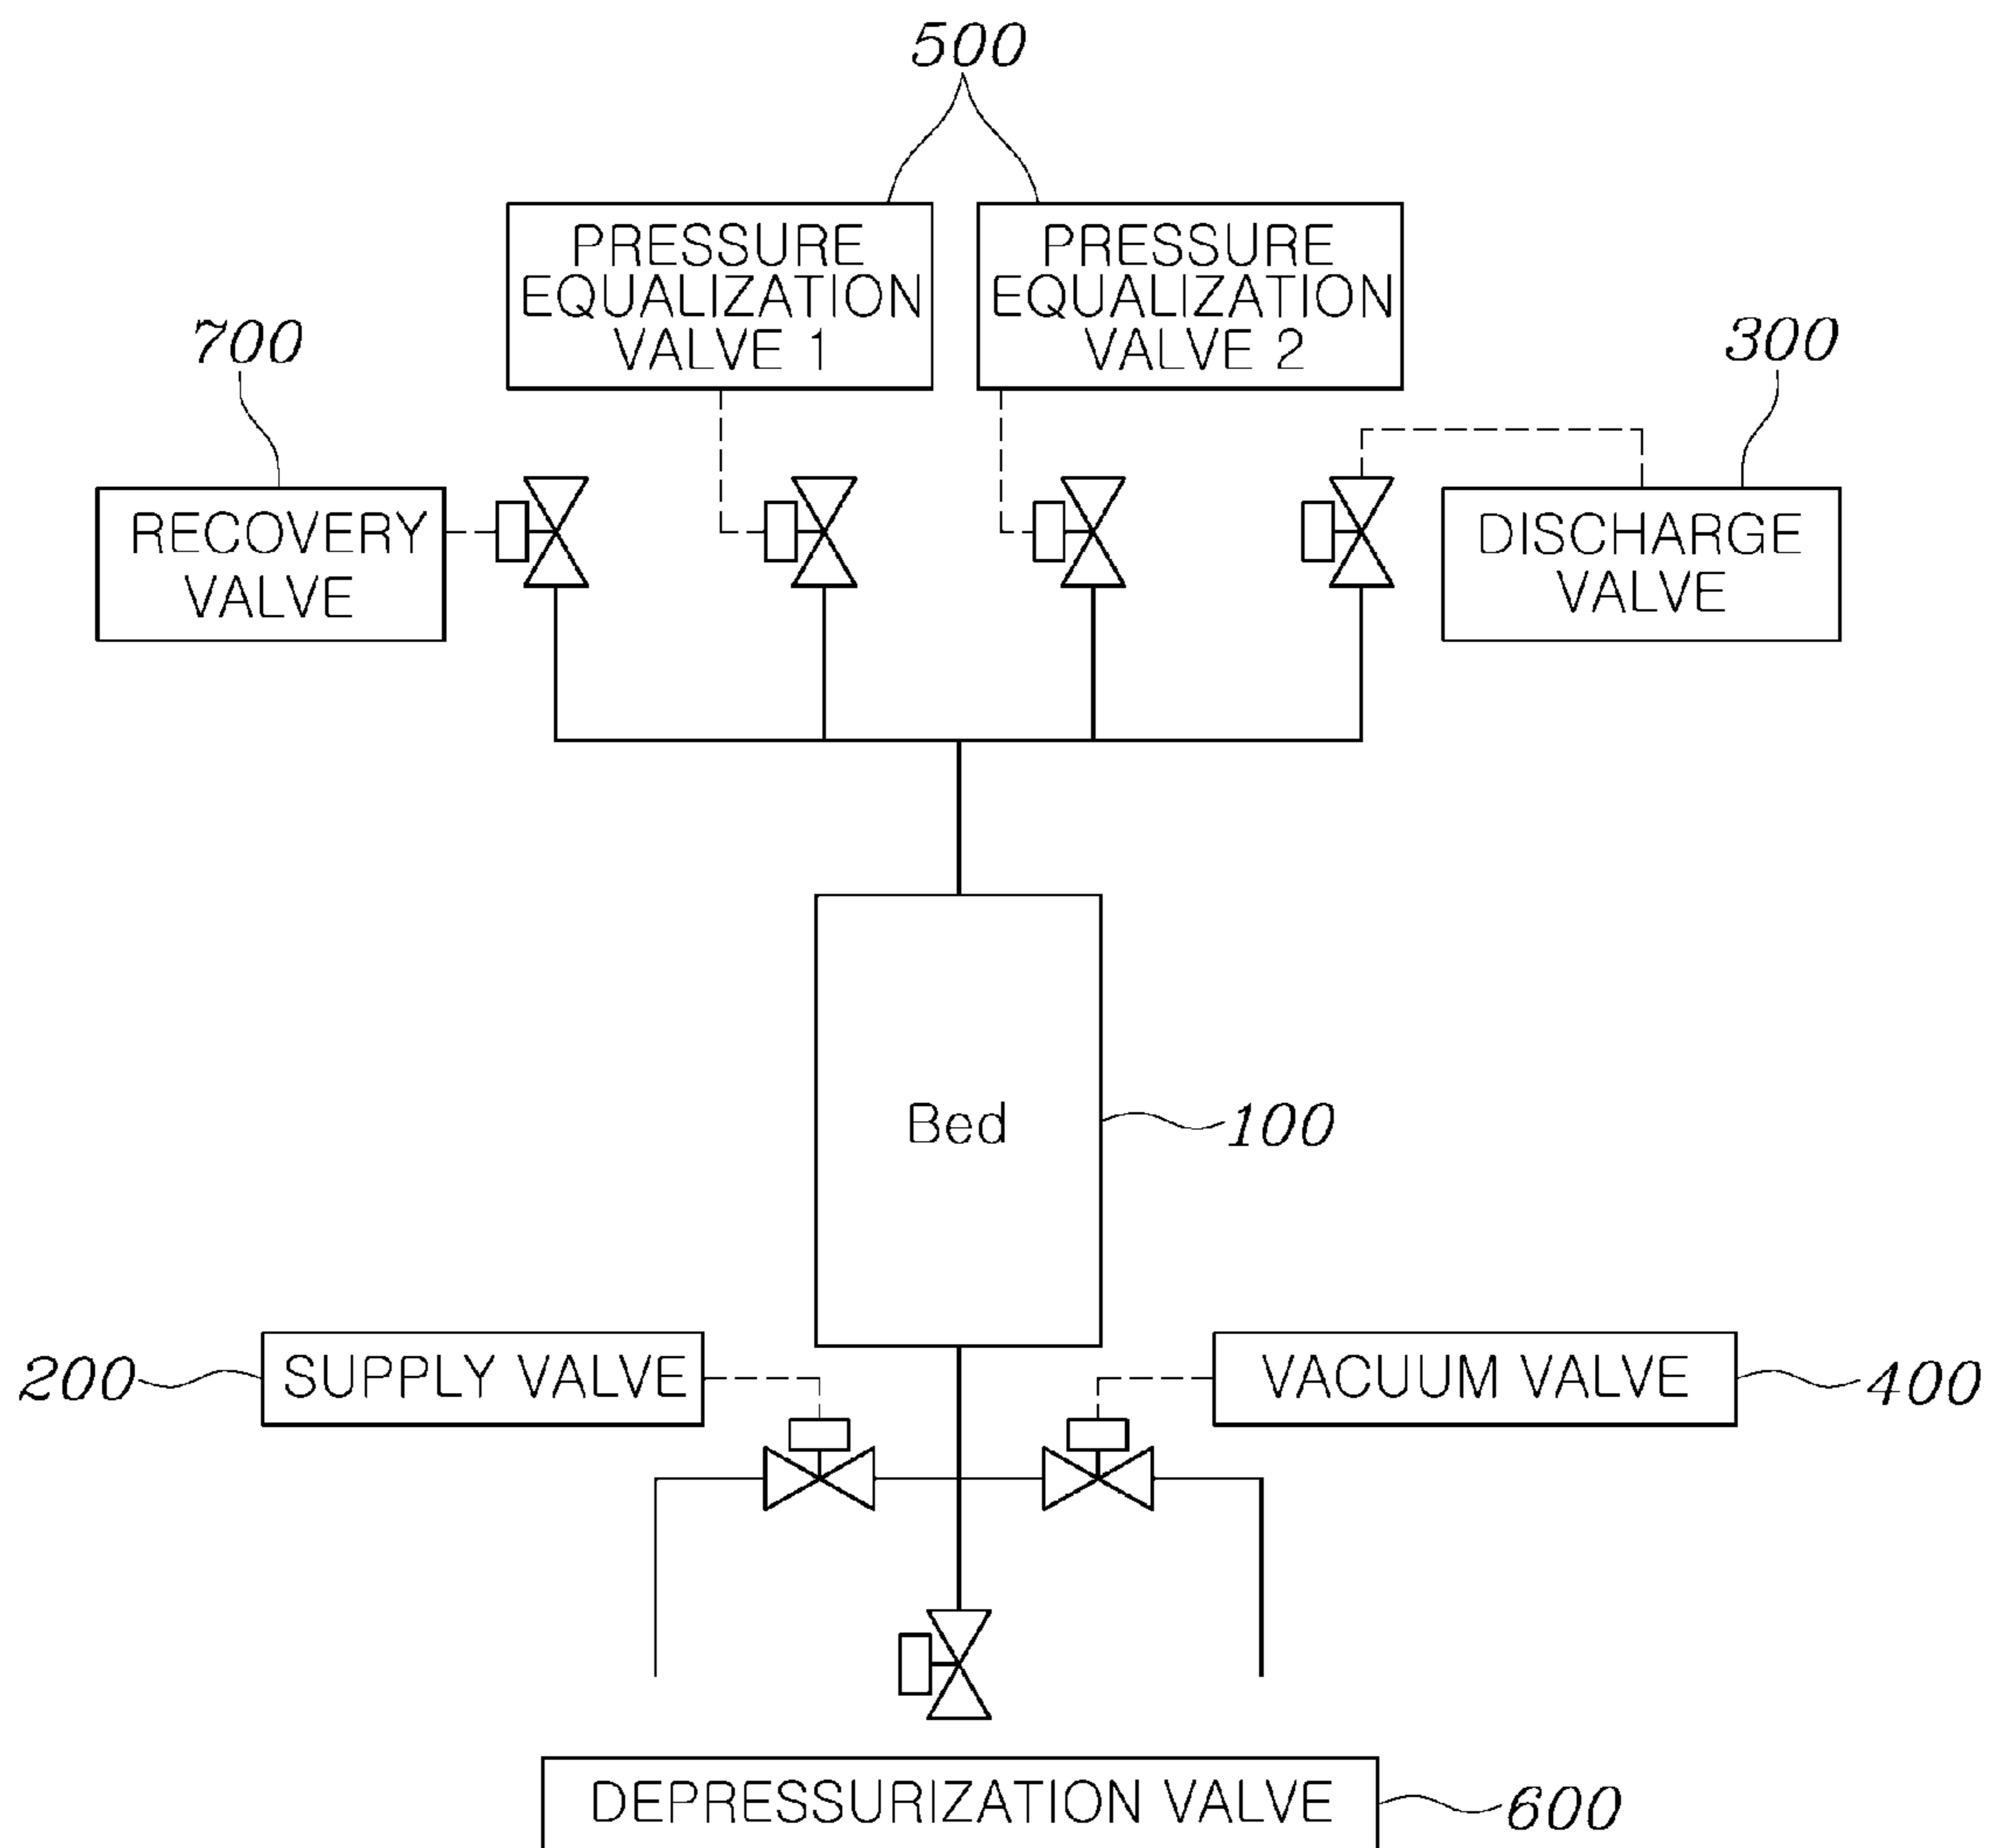 500
PRESSURE
EQUALIZATION
VALVE 1
PRESSURE
EQUALIZATION
VALVE 2
700
300
RECOVERY
VALVE
DISCHARGE
VALVE
Bed
100
200
SUPPLY VALVE
VACUUM VALVE
400
DEPRESSURIZATION VALVE
600